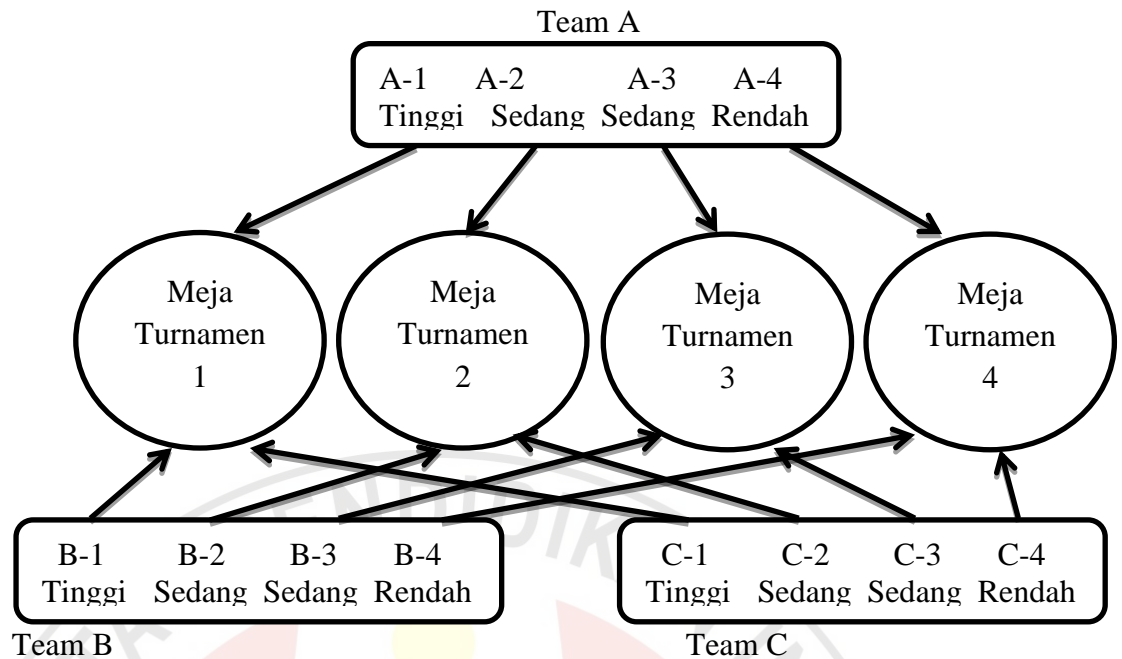 Team A
A-1 A-2 A-3 A-4
Tinggi Sedang Sedang Rendah
Meja
Turnamen
1
Meja
Turnamen
2
Meja
Turnamen
3
Meja
Turnamen
4
B-1 B-2 B-3 B-4
Tinggi Sedang Sedang Rendah
Team B
C-1 C-2 C-3 C-4
Tinggi Sedang Sedang Rendah
Team C